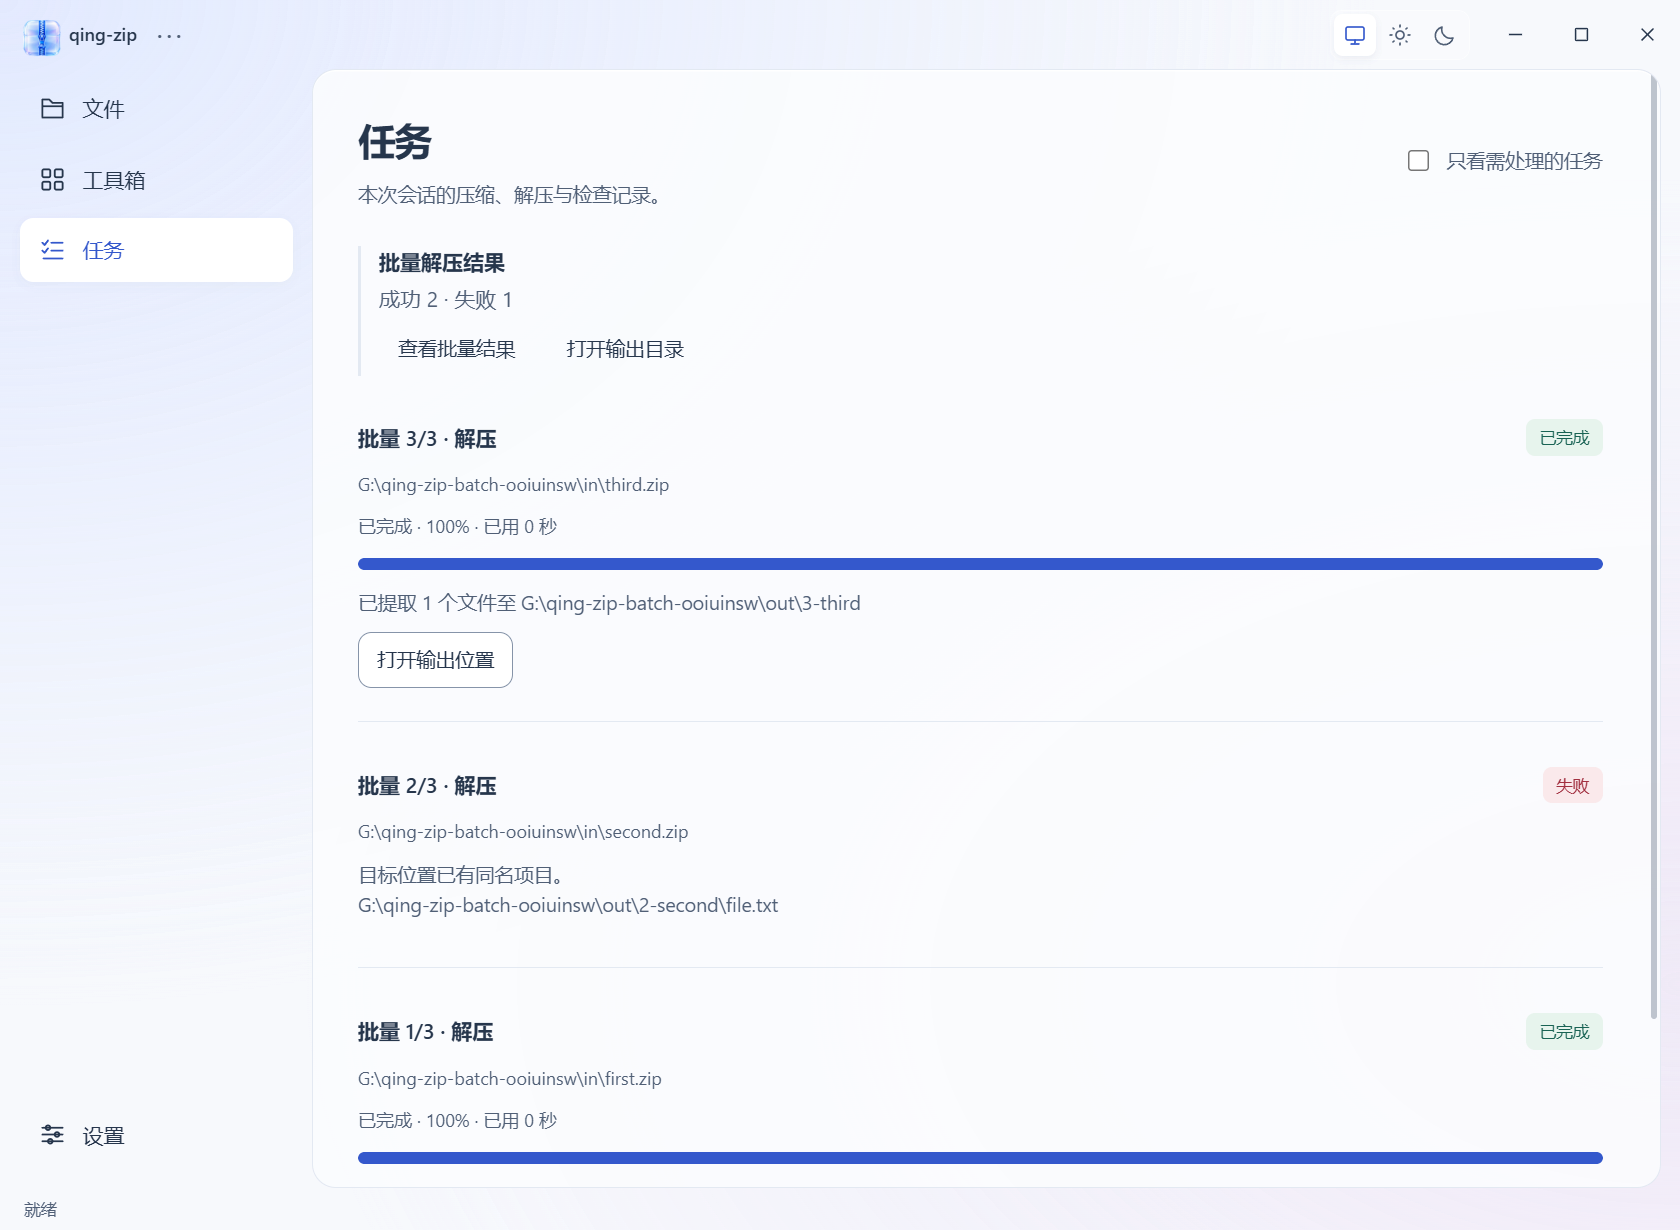 qing-zip ···
文件
工具箱
任务
设置
就绪
任务
本次会话的压缩、解压与检查记录。
只看需处理的任务
批量解压结果
成功 2 · 失败 1
查看批量结果
打开输出目录
批量 3/3 · 解压
已完成
G:\qing-zip-batch-ooiuinsw\in\third.zip
已完成 · 100% · 已用 0 秒
已提取 1 个文件至 G:\qing-zip-batch-ooiuinsw\out\3-third
打开输出位置
批量 2/3 · 解压
失败
G:\qing-zip-batch-ooiuinsw\in\second.zip
目标位置已有同名项目。
G:\qing-zip-batch-ooiuinsw\out\2-second\file.txt
批量 1/3 · 解压
已完成
G:\qing-zip-batch-ooiuinsw\in\first.zip
已完成 · 100% · 已用 0 秒